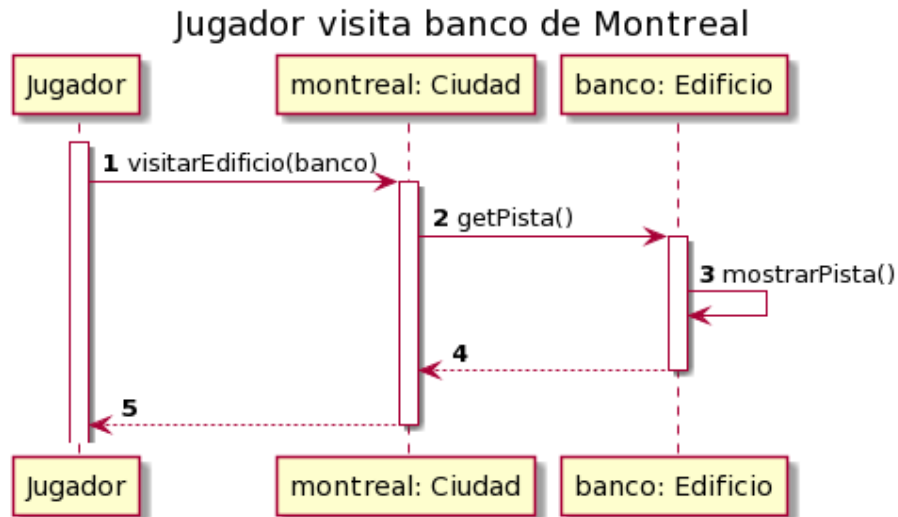 Jugador visita banco de Montreal
Jugador
montreal: Ciudad
banco: Edificio
1 visitarEdificio(banco)
2 getPista()
3 mostrarPista()
4
5
Jugador
montreal: Ciudad
banco: Edificio